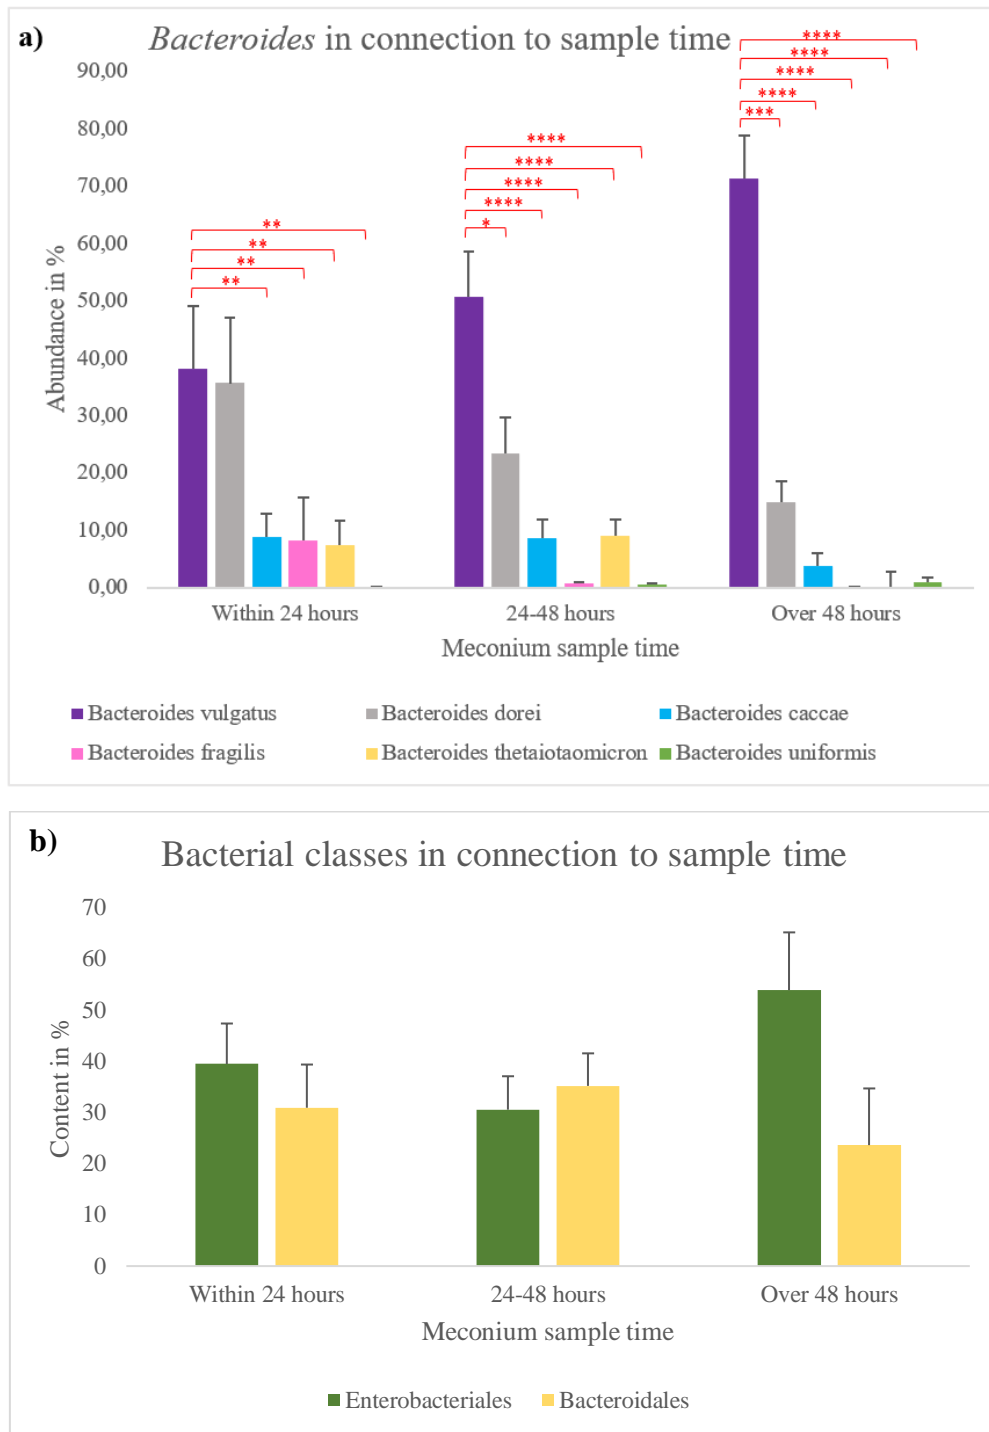 a)
Bacteroides in connection to sample time
Abundance in %
90,00
80,00
70,00
60,00
50,00
40,00
30,00
20,00
10,00
0,00
**
**
**
**
****
****
****
****
*
****
****
****
****
***
Within 24 hours
24-48 hours
Over 48 hours
Meconium sample time
Bacteroides vulgatus
Bacteroides dorei
Bacteroides caccae
Bacteroides fragilis
Bacteroides thetaiotaomicron
Bacteroides uniformis
b)
Bacterial classes in connection to sample time
Content in %
70
60
50
40
30
20
10
0
Within 24 hours
24-48 hours
Over 48 hours
Meconium sample time
Enterobacteriales
Bacteroidales